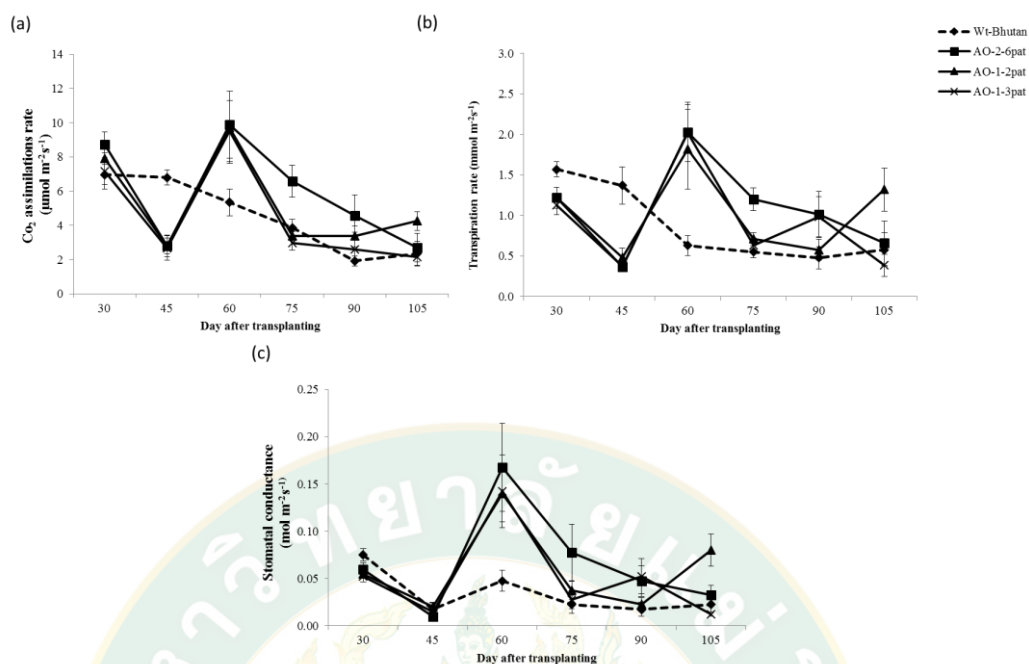 (a)
Co₂ assimilations rate
(µmol m⁻²s⁻¹)
14
12
10
8
6
4
2
0
30 45 60 75 90 105
Day after transplanting
(b)
Transpiration rate (mmol m⁻²s⁻¹)
3.0
2.5
2.0
1.5
1.0
0.5
0.0
30 45 60 75 90 105
Day after transplanting
Wt-Bhutan
AO-2-6pat
AO-1-2pat
AO-1-3pat
(c)
Stomatal conductance
(mol m⁻²s⁻¹)
0.25
0.20
0.15
0.10
0.05
0.00
30 45 60 75 90 105
Day after transplanting